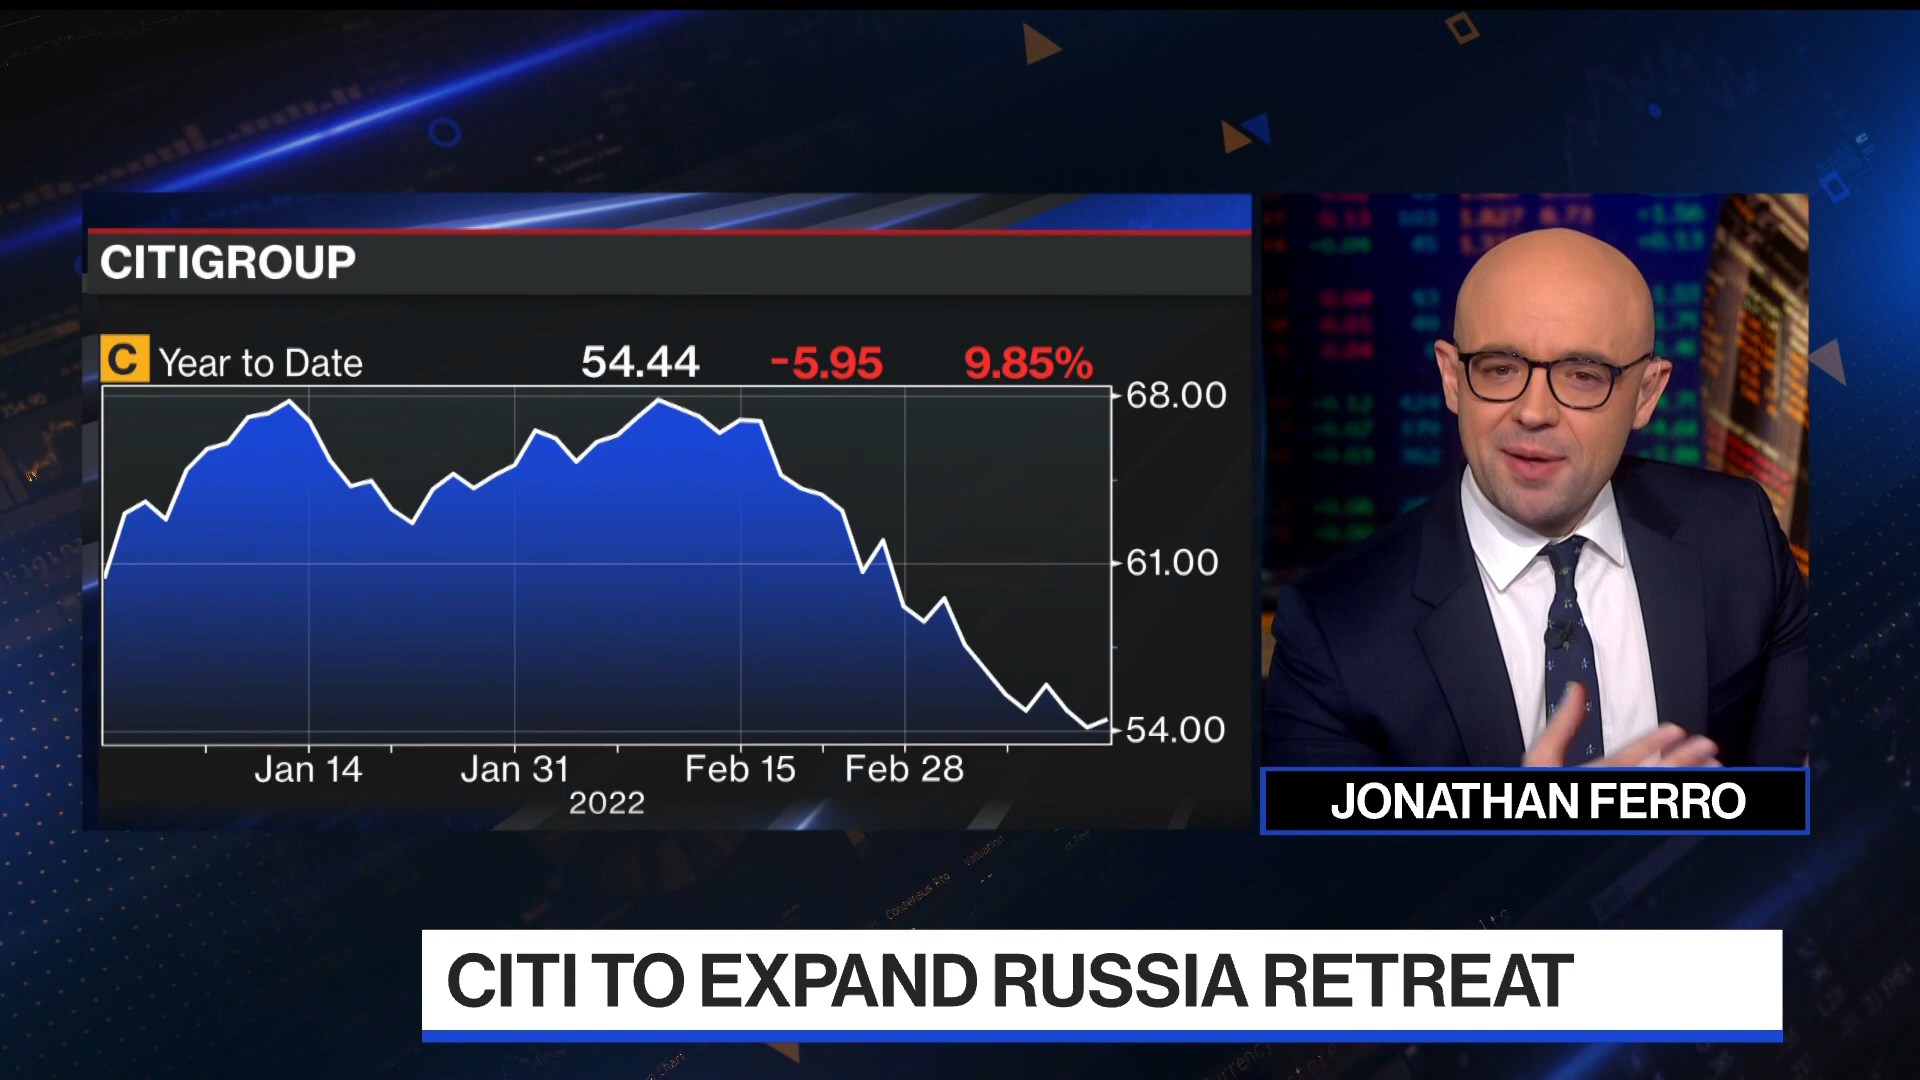 CITIGROUP
C Year to Date 54.44 -5.95 9.85%
68.00
61.00
54.00
Jan 14 Jan 31 Feb 15 Feb 28
2022
JONATHAN FERRO
CITI TO EXPAND RUSSIA RETREAT